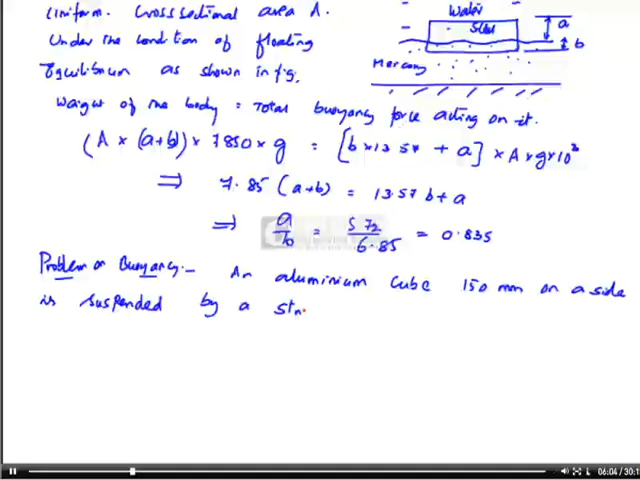 Uniform. Cross sectional area A.
Under the condition of floating
Equilibrium as shown in fig.
Water
Steel
a
b
Mercury
Weight of the body = Total buoyancy force acting on it.
(A × (a+b) × 7850 × g = [b × 13.57 + a] × A × g × 10³
⇒ 7.85 (a+b) = 13.57 b + a
⇒ a/b = 5.72/6.85 = 0.835
Problem on Buoyancy.- An aluminium cube 150 mm on a side
is suspended by a st
06:04 / 30:1